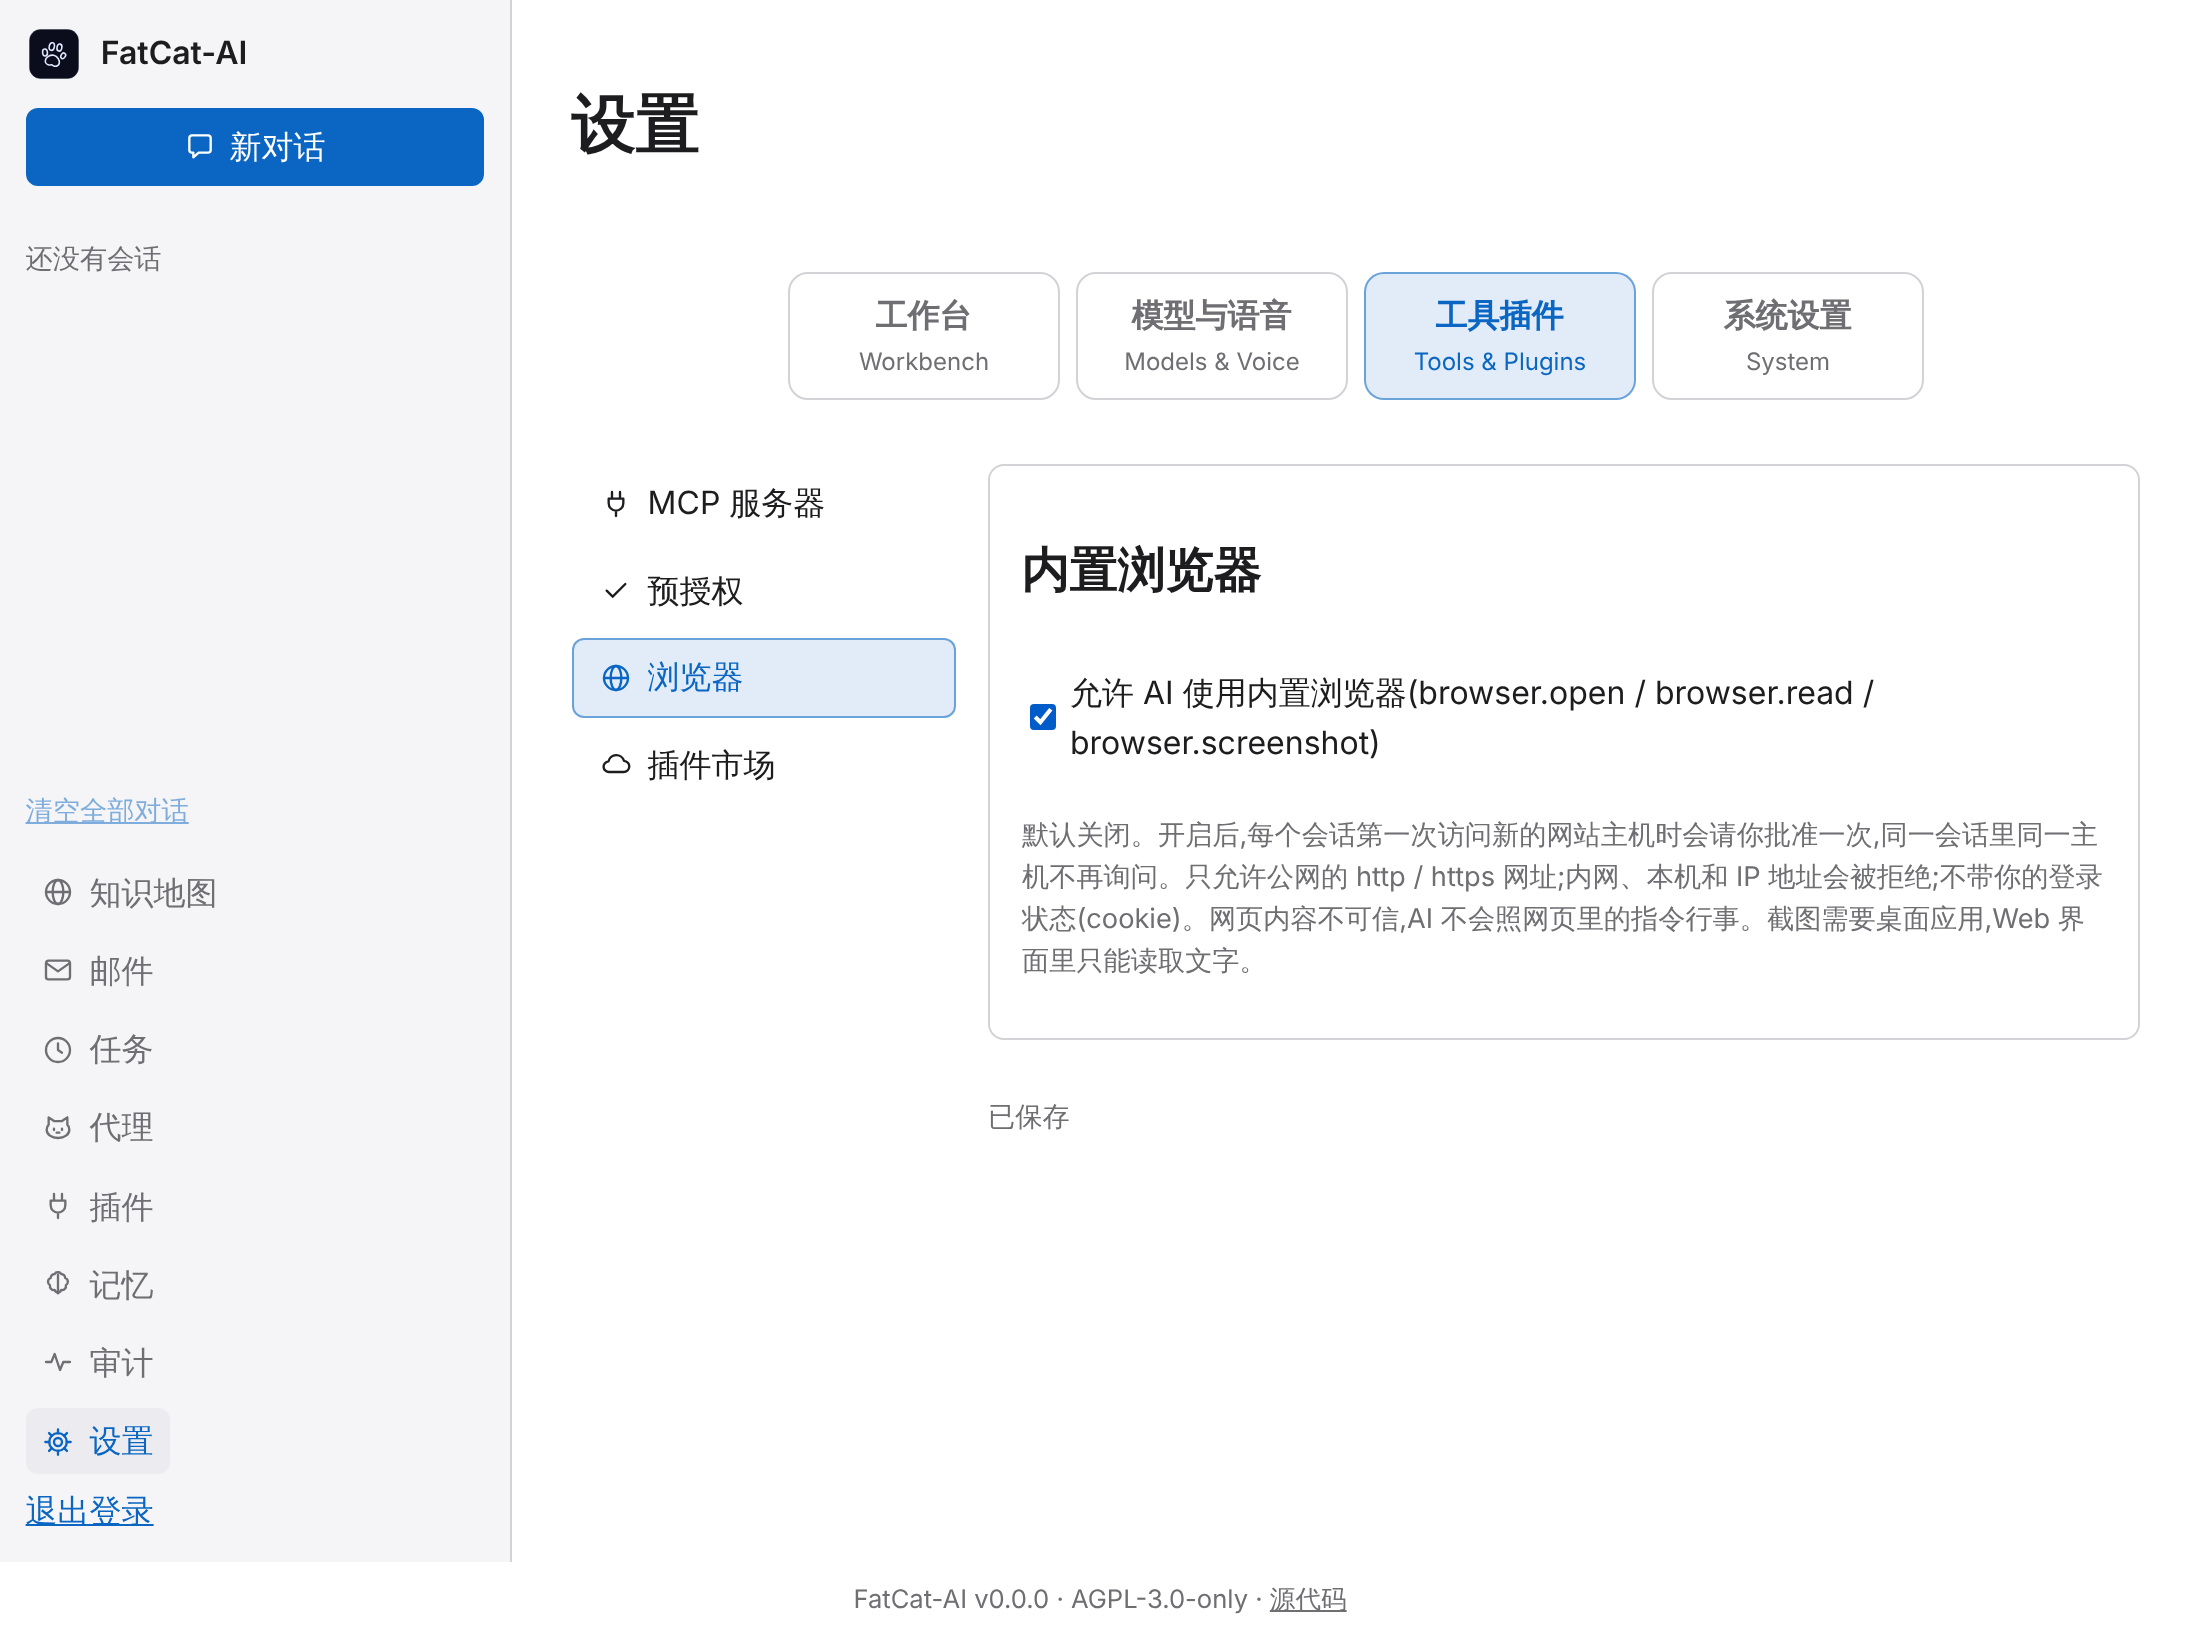 FatCat-AI
新对话
还没有会话
清空全部对话
知识地图
邮件
任务
代理
插件
记忆
审计
设置
退出登录
设置
工作台
Workbench
模型与语音
Models & Voice
工具插件
Tools & Plugins
系统设置
System
MCP 服务器
预授权
浏览器
插件市场
内置浏览器
允许 AI 使用内置浏览器(browser.open / browser.read /
browser.screenshot)
默认关闭。开启后,每个会话第一次访问新的网站主机时会请你批准一次,同一会话里同一主
机不再询问。只允许公网的 http / https 网址;内网、本机和 IP 地址会被拒绝;不带你的登录
状态(cookie)。网页内容不可信,AI 不会照网页里的指令行事。截图需要桌面应用,Web 界
面里只能读取文字。
已保存
FatCat-AI v0.0.0 · AGPL-3.0-only · 源代码